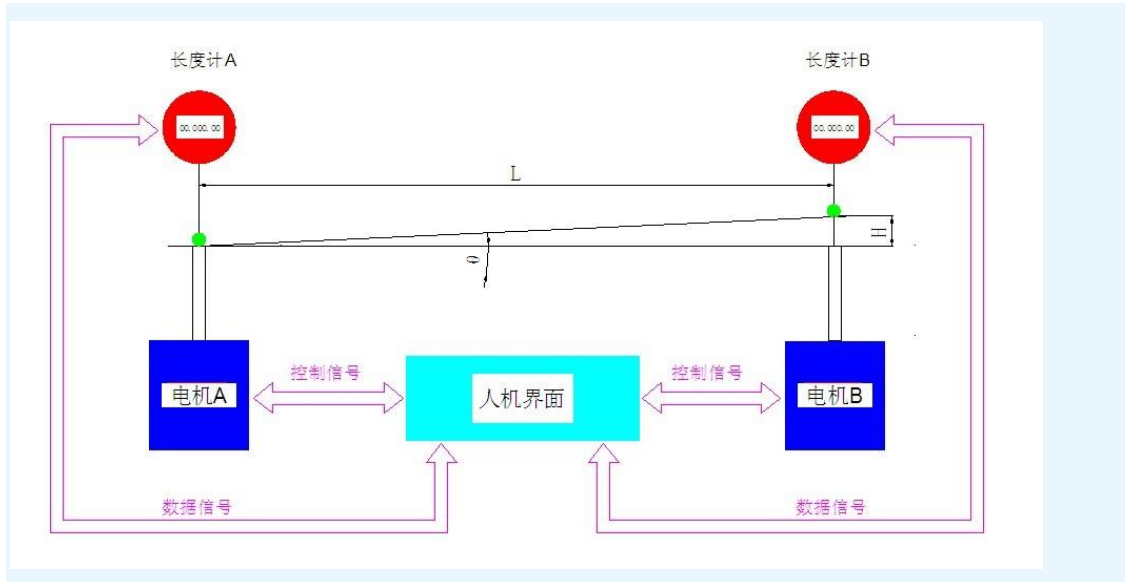 长度计A
长度计B
00.000.00
00.000.00
L
H
θ
控制信号
控制信号
电机A
人机界面
电机B
数据信号
数据信号